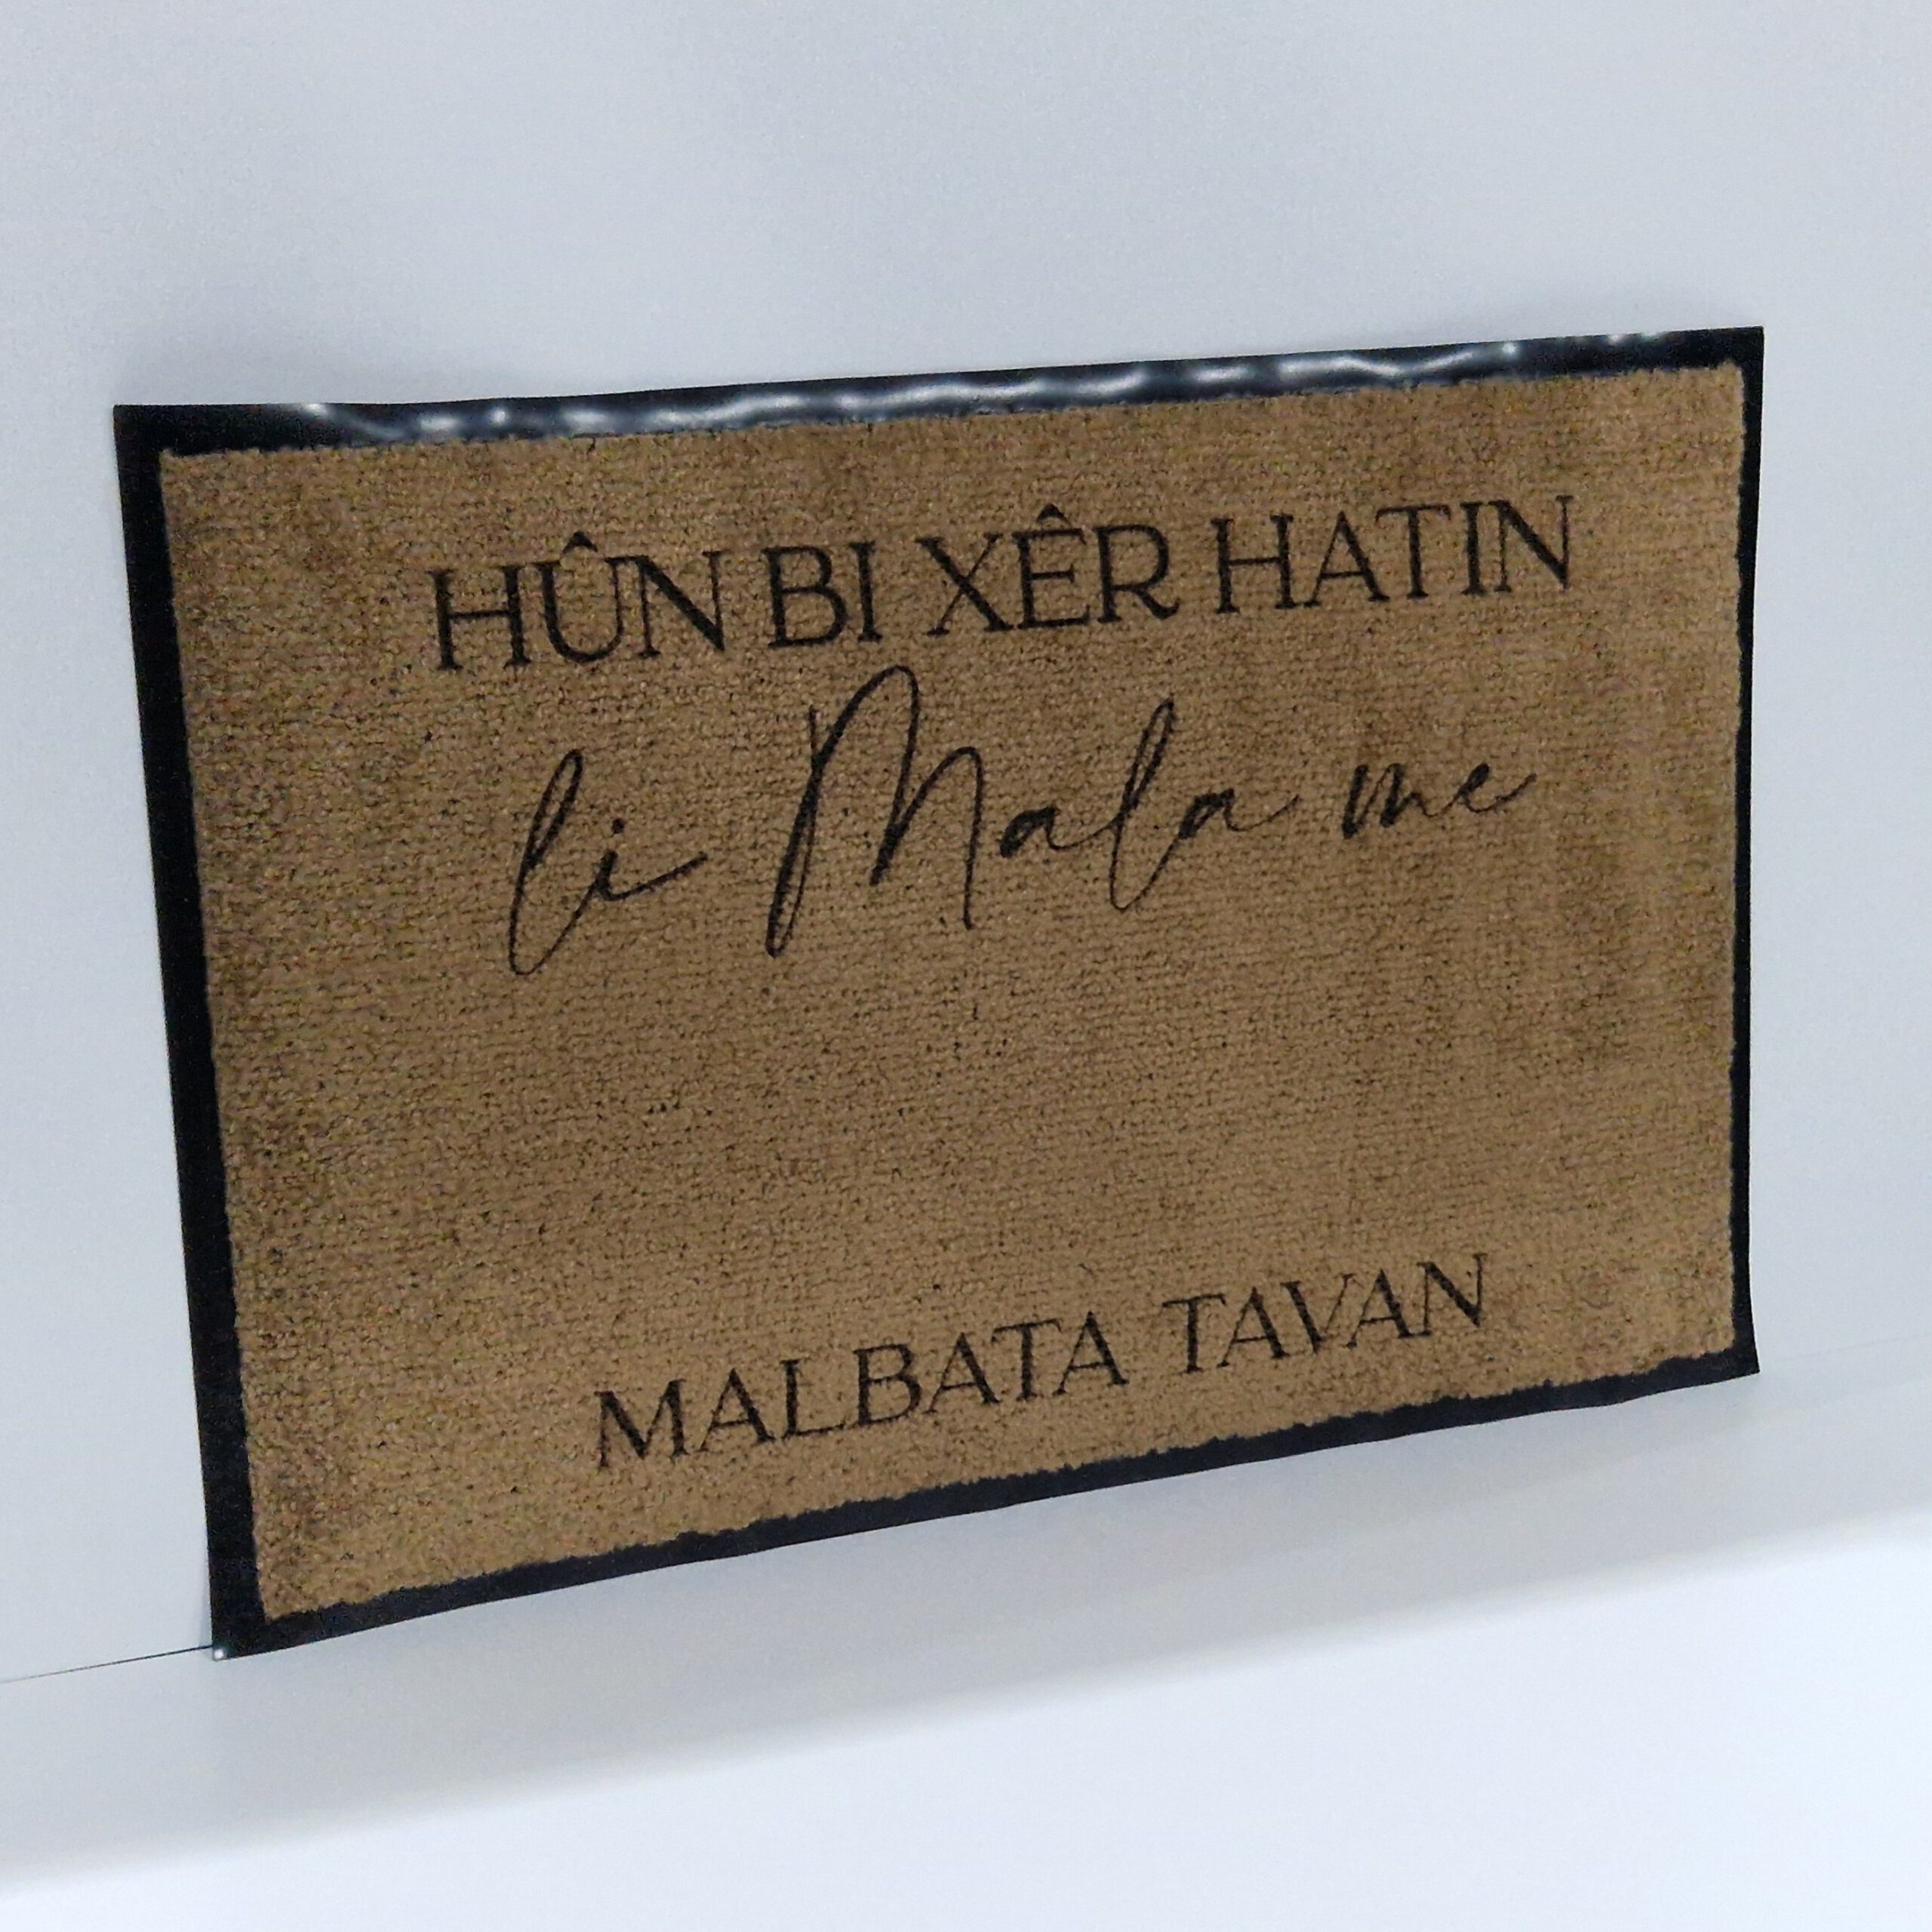 HÛN BI XÊR HATIN
li Mala me
MALBATA TAVAN